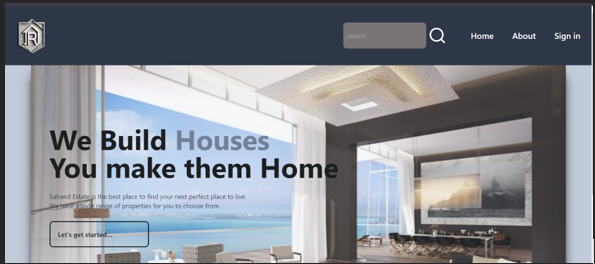 R
search...
Home
About
Sign in
We Build Houses
You make them Home
Sahand Estate is the best place to find your next perfect place to live.
We have a wide range of properties for you to choose from.
Let's get started...